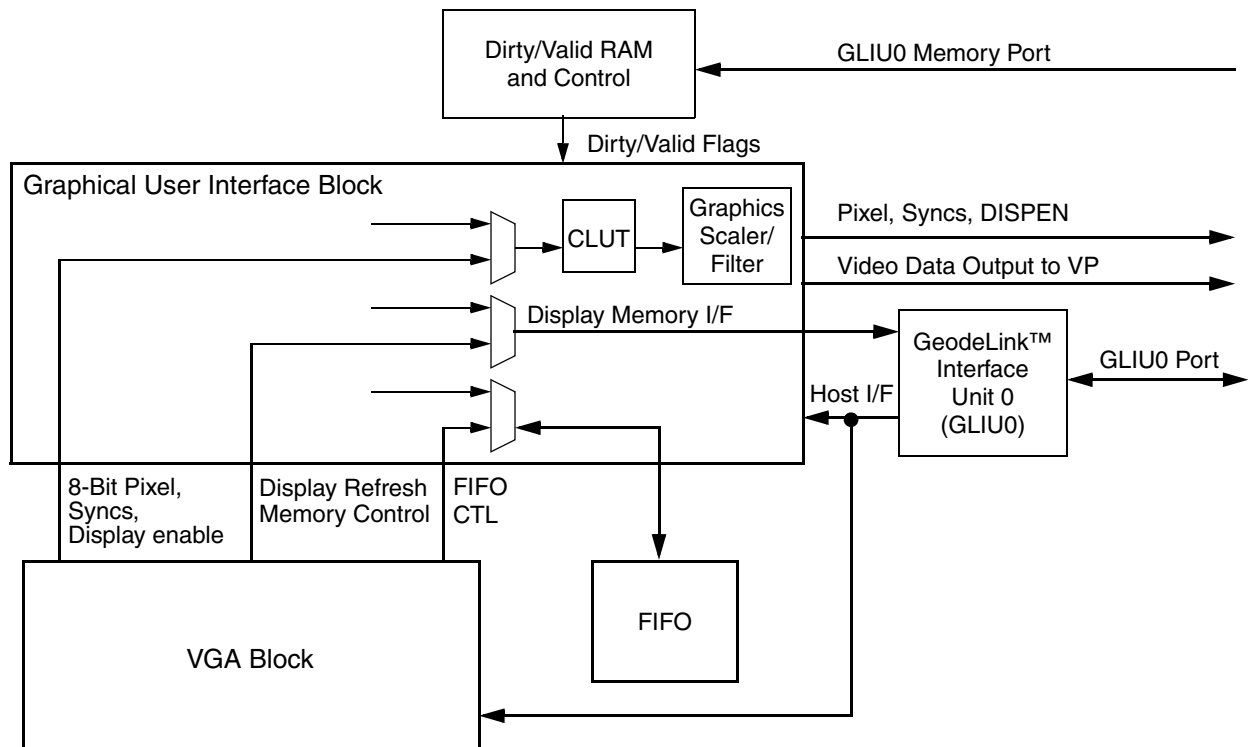 Dirty/Valid RAM
and Control
GLIU0 Memory Port
Dirty/Valid Flags
Graphical User Interface Block
CLUT
Graphics
Scaler/
Filter
Pixel, Syncs, DISPEN
Video Data Output to VP
Display Memory I/F
GeodeLink™
Interface
Unit 0
(GLIU0)
GLIU0 Port
Host I/F
8-Bit Pixel,
Syncs,
Display enable
Display Refresh
Memory Control
FIFO
CTL
FIFO
VGA Block